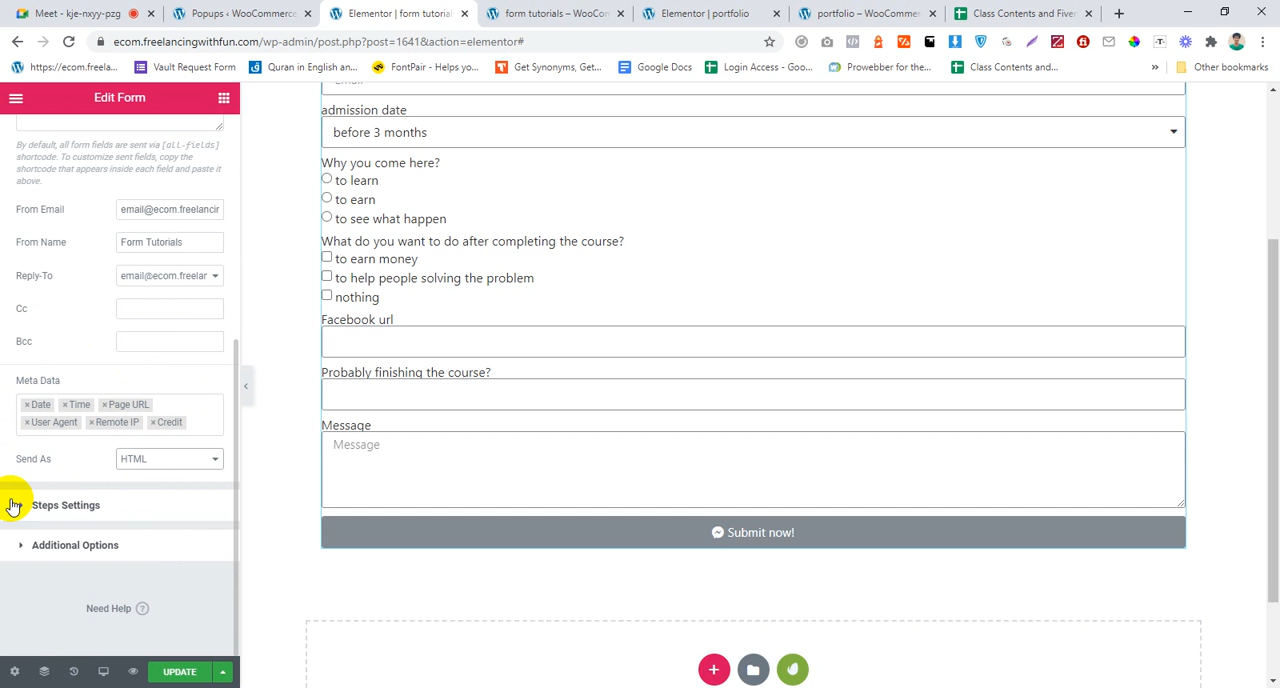 Meet - kje-nxyy-pzg
Popups ‹ WooCommerce
Elementor | form tutorial
form tutorials – WooCon
Elementor | portfolio
portfolio – WooCommerc
Class Contents and Fiver
ecom.freelancingwithfun.com/wp-admin/post.php?post=1641&action=elementor#
https://ecom.freela...
Vault Request Form
Quran in English an...
FontPair - Helps yo...
Crop Synonyms, Get...
Google Docs
Login Access - Goo...
Prowebber for the...
Class Contents and...
»
Other bookmarks
Edit Form
By default, all form fields are sent via [all-fields]
shortcode. To customize sent fields, copy the
shortcode that appears inside each field and paste it
above.
From Email
email@ecom.freelancir
From Name
Form Tutorials
Reply-To
email@ecom.freelar
Cc
Bcc
Meta Data
× Date × Time × Page URL
× User Agent × Remote IP × Credit
Send As
HTML
Steps Settings
Additional Options
Need Help ?
UPDATE
admission date
before 3 months
Why you come here?
to learn
to earn
to see what happen
What do you want to do after completing the course?
to earn money
to help people solving the problem
nothing
Facebook url
Probably finishing the course?
Message
Message
Submit now!